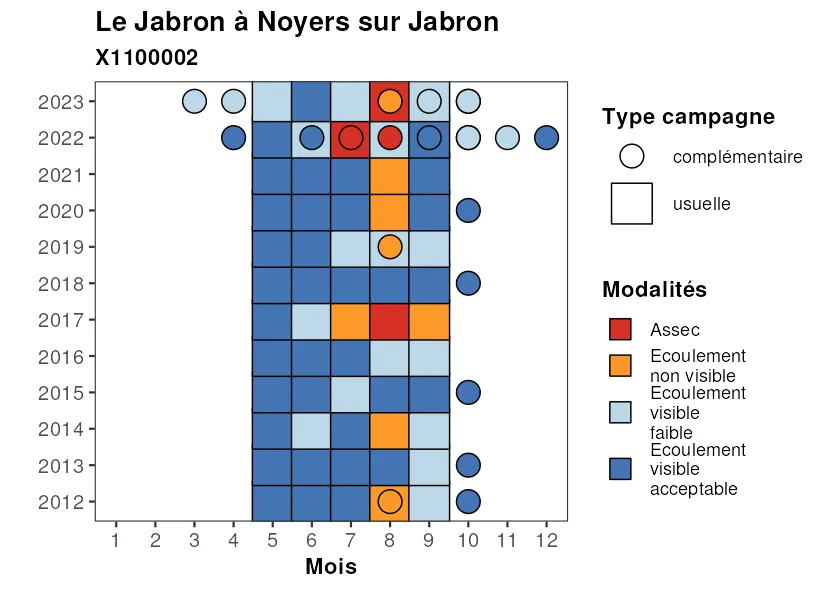 Le Jabron à Noyers sur Jabron
X1100002
2023
2022
2021
2020
2019
2018
2017
2016
2015
2014
2013
2012
1 2 3 4 5 6 7 8 9 10 11 12
Mois
Type campagne
complémentaire
usuelle
Modalités
Assec
Ecoulement
non visible
Ecoulement
visible
faible
Ecoulement
visible
acceptable